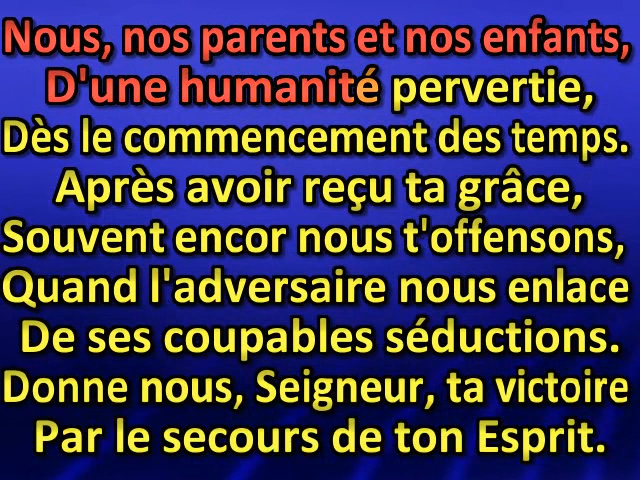 Nous, nos parents et nos enfants,
D'une humanité pervertie,
Dès le commencement des temps.
Après avoir reçu ta grâce,
Souvent encor nous t'offensons,
Quand l'adversaire nous enlace
De ses coupables séductions.
Donne nous, Seigneur, ta victoire
Par le secours de ton Esprit.